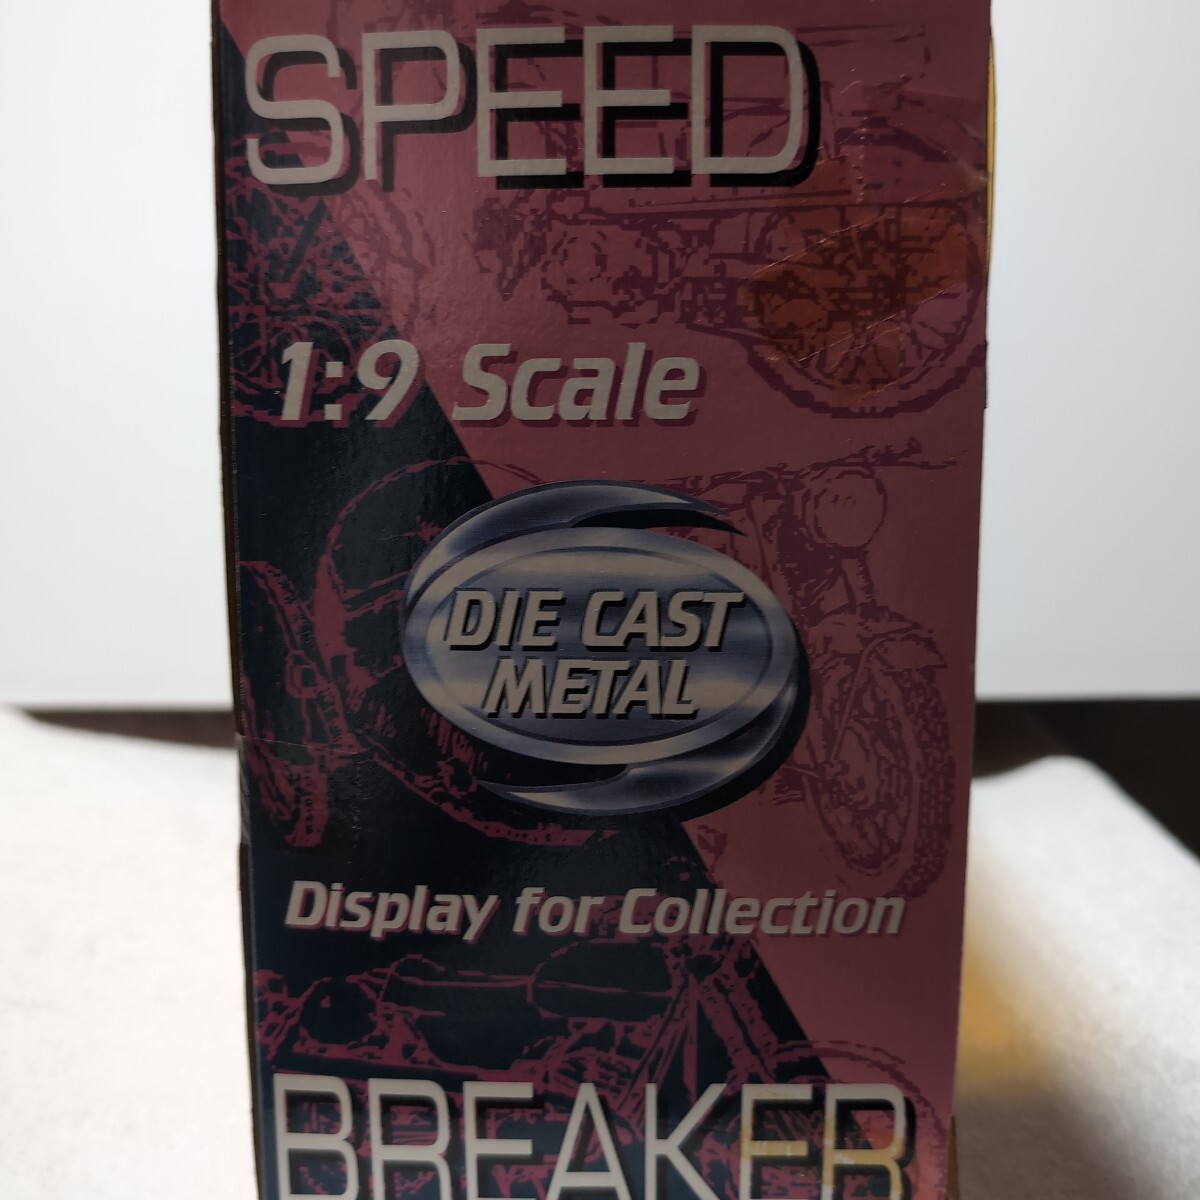 SPEED
1:9 Scale
DIE CAST
METAL
Display for Collection
BREAKER